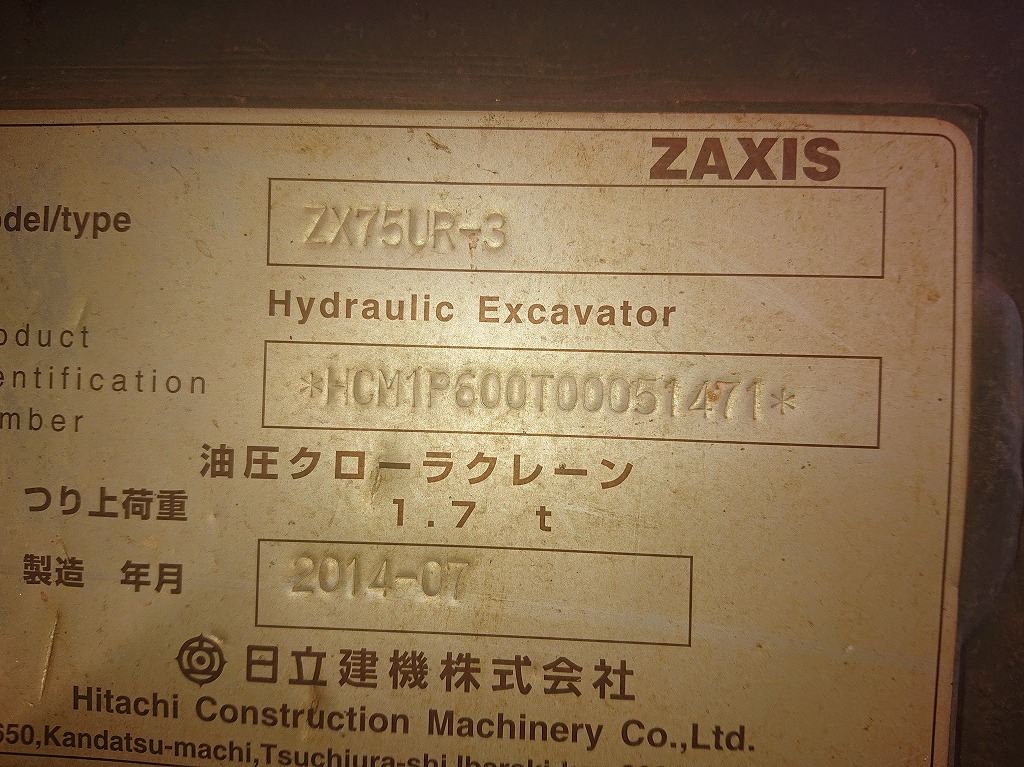 ZAXIS
odel/type
ZX75UR-3
Hydraulic Excavator
oduct
entification
mber
*HCM1P600T00051471*
油圧クローラクレーン
つり上荷重 1.7 t
製造 年月 2014-07
日立建機株式会社
Hitachi Construction Machinery Co.,Ltd.
650,Kandatsu-machi,Tsuchiura-shi,Ibaraki